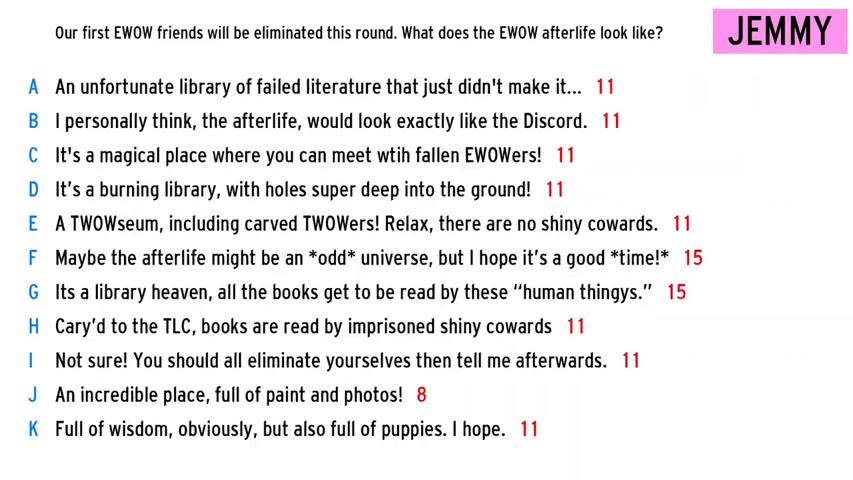 Our first EWOW friends will be eliminated this round. What does the EWOW afterlife look like?
JEMMY
A An unfortunate library of failed literature that just didn't make it... 11
B I personally think, the afterlife, would look exactly like the Discord. 11
C It's a magical place where you can meet wtih fallen EWOWers! 11
D It’s a burning library, with holes super deep into the ground! 11
E A TWOWseum, including carved TWOWers! Relax, there are no shiny cowards. 11
F Maybe the afterlife might be an *odd* universe, but I hope it’s a good *time!* 15
G Its a library heaven, all the books get to be read by these “human thingys.” 15
H Cary’d to the TLC, books are read by imprisoned shiny cowards 11
I Not sure! You should all eliminate yourselves then tell me afterwards. 11
J An incredible place, full of paint and photos! 8
K Full of wisdom, obviously, but also full of puppies. I hope. 11